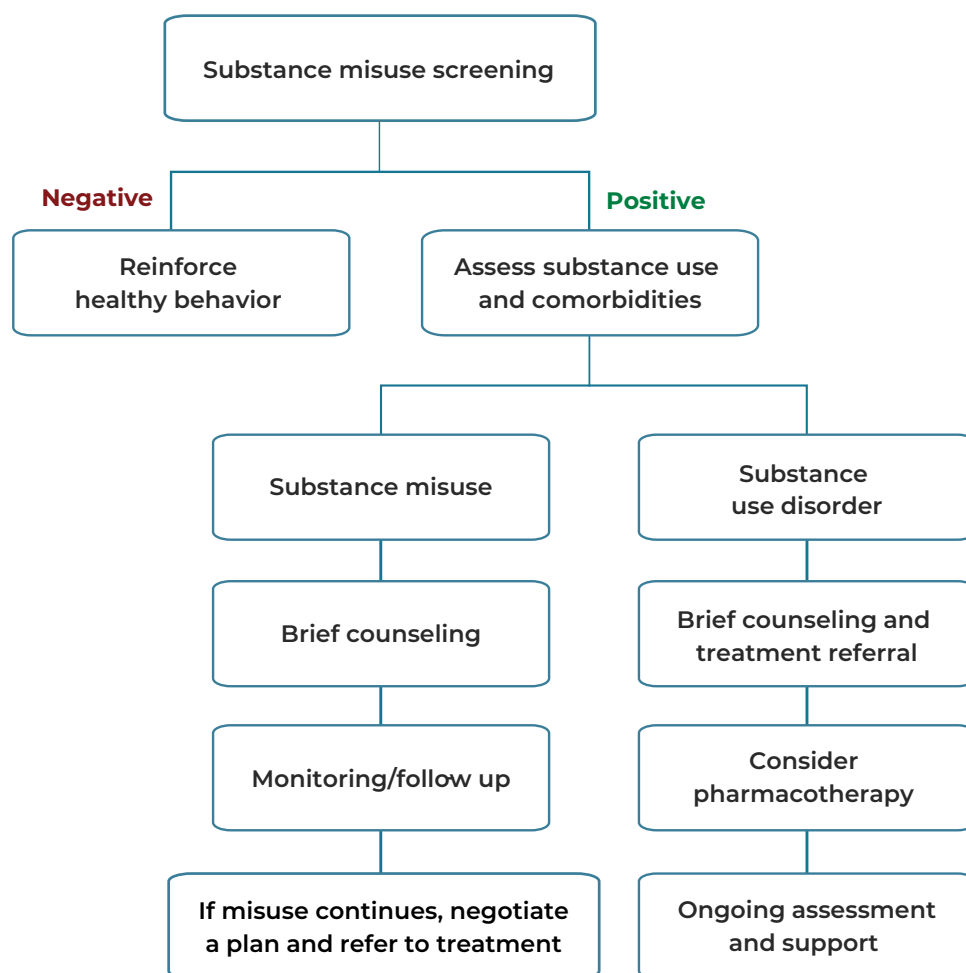 Substance misuse screening
Negative
Positive
Reinforce
healthy behavior
Assess substance use
and comorbidities
Substance misuse
Substance
use disorder
Brief counseling
Brief counseling and
treatment referral
Monitoring/follow up
Consider
pharmacotherapy
If misuse continues, negotiate
a plan and refer to treatment
Ongoing assessment
and support